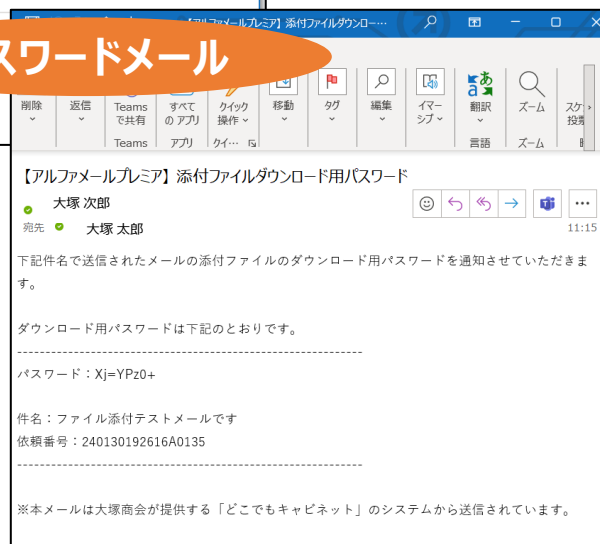 【アルファメールプレミア】添付ファイルダウンロー…
スワードメール
削除
返信
Teams
で共有
すべて
の アプリ
クイック
操作
移動
タグ
編集
イマー
シブ
翻訳
ズーム
Teams
アプリ
クイ…
言語
ズーム
【アルファメールプレミア】添付ファイルダウンロード用パスワード
大塚 次郎
宛先
大塚 太郎
11:15
下記件名で送信されたメールの添付ファイルのダウンロード用パスワードを通知させていただきま
す。
ダウンロード用パスワードは下記のとおりです。
-------------------------------------------------------------
パスワード：Xj=YPz0+
件名：ファイル添付テストメールです
依頼番号：240130192616A0135
-------------------------------------------------------------
※本メールは大塚商会が提供する「どこでもキャビネット」のシステムから送信されています。